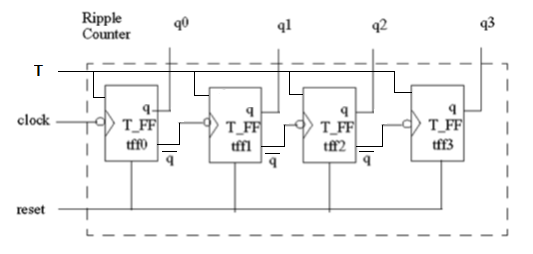 Ripple
Counter
q0
q1
q2
q3
T
clock
q
T_FF
tff0
q
q
T_FF
tff1
q
q
T_FF
tff2
q
q
T_FF
tff3
reset